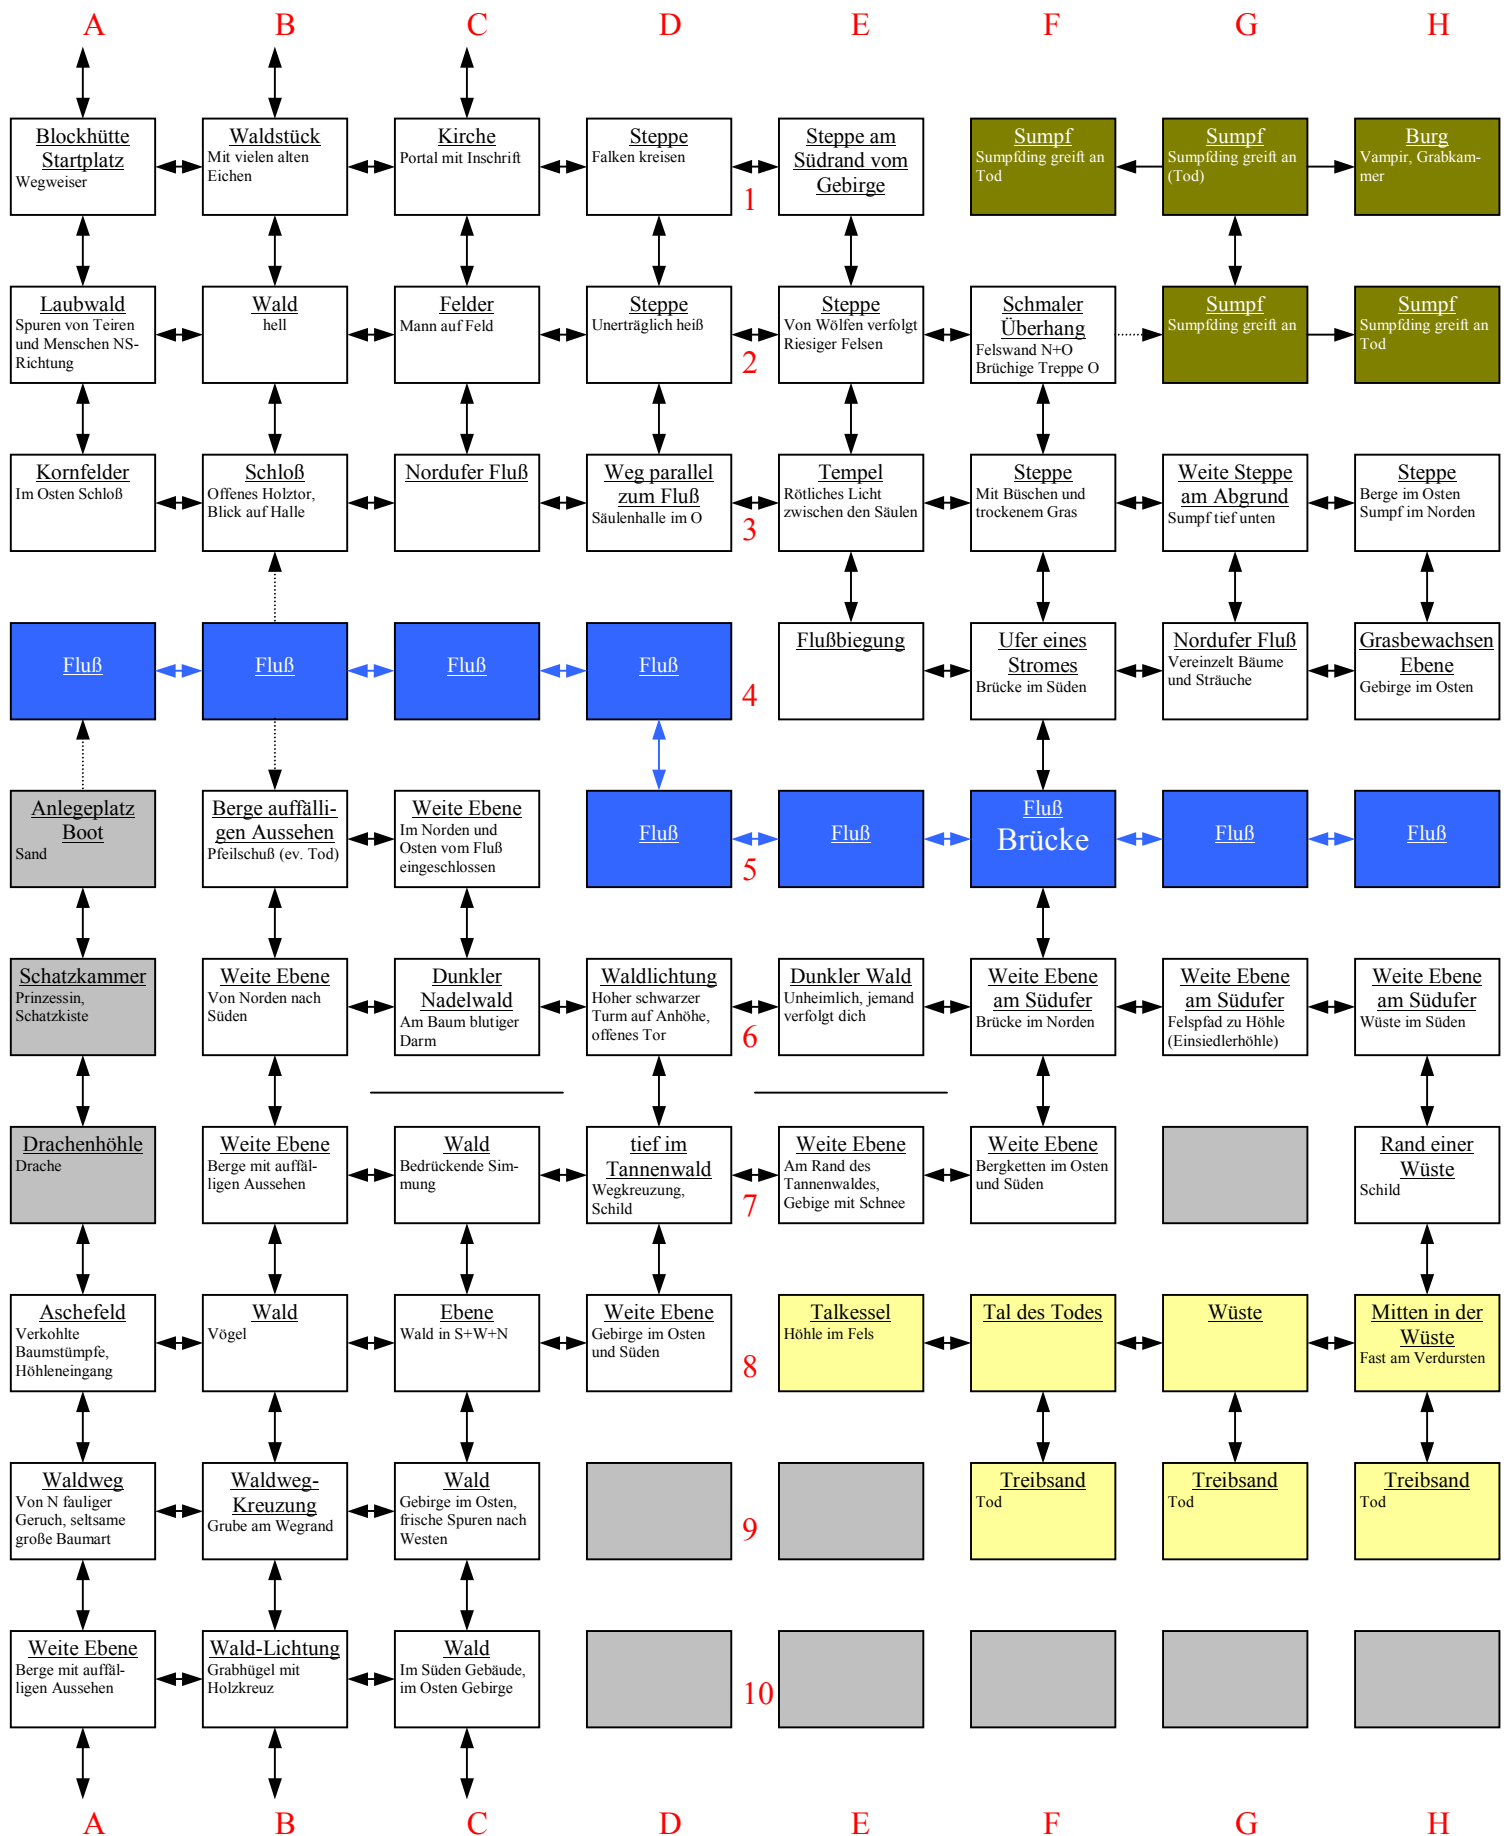 A B C D E F G H
Blockhütte
Startplatz
Wegweiser
Waldstück
Mit vielen alten
Eichen
Kirche
Portal mit Inschrift
Steppe
Falken kreisen
1
Steppe am
Südrand vom
Gebirge
Sumpf
Sumpfding greift an
Tod
Sumpf
Sumpfding greift an
(Tod)
Burg
Vampir, Grabkam-
mer
Laubwald
Spuren von Teiren
und Menschen NS-
Richtung
Wald
hell
Felder
Mann auf Feld
Steppe
Unerträglich heiß
2
Steppe
Von Wölfen verfolgt
Riesiger Felsen
Schmaler
Überhang
Felswand N+O
Brüchige Treppe O
Sumpf
Sumpfding greift an
Sumpf
Sumpfding greift an
Tod
Kornfelder
Im Osten Schloß
Schloß
Offenes Holztor,
Blick auf Halle
Nordufer Fluß
Weg parallel
zum Fluß
Säulenhalle im O
3
Tempel
Rötliches Licht
zwischen den Säulen
Steppe
Mit Büschen und
trockenem Gras
Weite Steppe
am Abgrund
Sumpf tief unten
Steppe
Berge im Osten
Sumpf im Norden
Fluß
Fluß
Fluß
Fluß
4
Flußbiegung
Ufer eines
Stromes
Brücke im Süden
Nordufer Fluß
Vereinzelt Bäume
und Sträuche
Grasbewachsen
Ebene
Gebirge im Osten
Anlegeplatz
Boot
Sand
Berge auffälli-
gen Aussehen
Pfeilschuß (ev. Tod)
Weite Ebene
Im Norden und
Osten vom Fluß
eingeschlossen
Fluß
5
Fluß
Fluß
Brücke
Fluß
Fluß
Schatzkammer
Prinzessin,
Schatzkiste
Weite Ebene
Von Norden nach
Süden
Dunkler
Nadelwald
Am Baum blutiger
Darm
Waldlichtung
Hoher schwarzer
Turm auf Anhöhe,
offenes Tor
6
Dunkler Wald
Unheimlich, jemand
verfolgt dich
Weite Ebene
am Südufer
Brücke im Norden
Weite Ebene
am Südufer
Felspfad zu Höhle
(Einsiedlerhöhle)
Weite Ebene
am Südufer
Wüste im Süden
Drachenhöhle
Drache
Weite Ebene
Berge mit auffäl-
ligen Aussehen
Wald
Bedrückende Sim-
mung
tief im
Tannenwald
Wegkreuzung,
Schild
7
Weite Ebene
Am Rand des
Tannenwaldes,
Gebige mit Schnee
Weite Ebene
Bergketten im Osten
und Süden
Rand einer
Wüste
Schild
Aschefeld
Verkohlte
Baumstümpfe,
Höhleneingang
Wald
Vögel
Ebene
Wald in S+W+N
Weite Ebene
Gebirge im Osten
und Süden
8
Talkessel
Höhle im Fels
Tal des Todes
Wüste
Mitten in der
Wüste
Fast am Verdursten
Waldweg
Von N fauliger
Geruch, seltsame
große Baumart
Waldweg-
Kreuzung
Grube am Wegrand
Wald
Gebirge im Osten,
frische Spuren nach
Westen
9
Treibsand
Tod
Treibsand
Tod
Treibsand
Tod
Weite Ebene
Berge mit auffäl-
ligen Aussehen
Wald-Lichtung
Grabhügel mit
Holzkreuz
Wald
Im Süden Gebäude,
im Osten Gebirge
10
A B C D E F G H